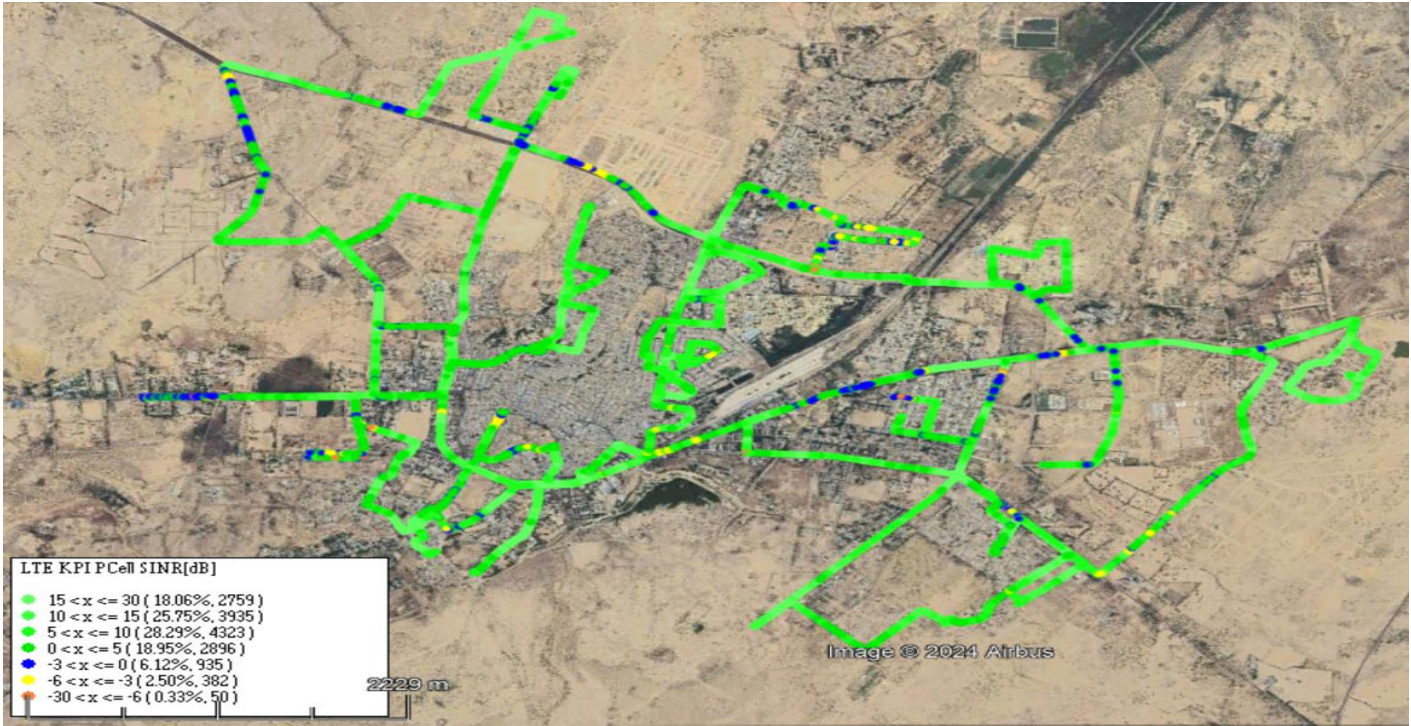 LTE KPI PCell SINR[dB]
15 <x <= 30 ( 18.06%, 2759 )
10 <x <= 15 ( 25.75%, 3935 )
5 <x <= 10 ( 28.29%, 4323 )
0 <x <= 5 ( 18.95%, 2896 )
-3 <x <= 0 ( 6.12%, 935 )
-6 <x <= -3 ( 2.50%, 382 )
-30 <x <= -6 ( 0.33%, 50 )
Image © 2024 Airbus
2229 m